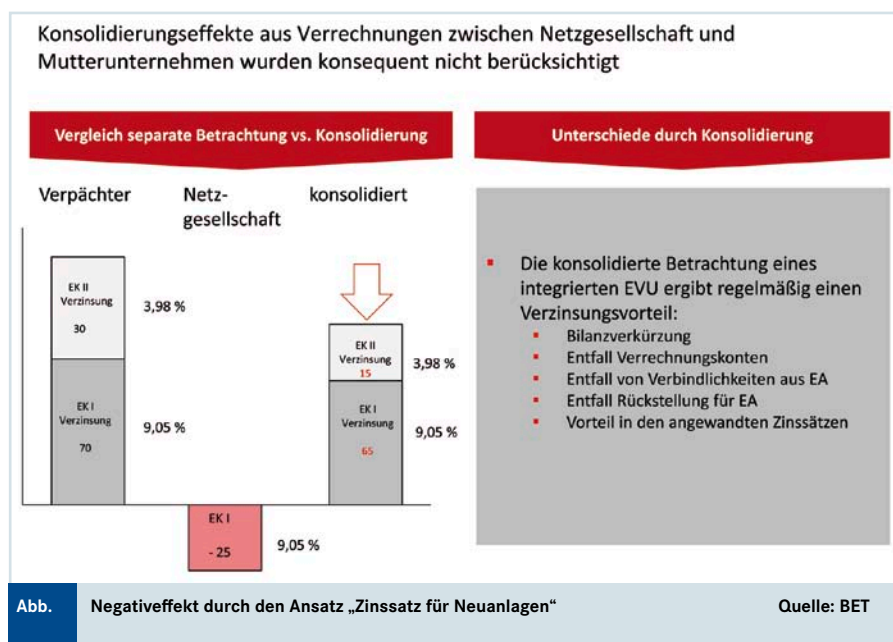 Konsolidierungseffekte aus Verrechnungen zwischen Netzgesellschaft und
Mutterunternehmen wurden konsequent nicht berücksichtigt
Vergleich separate Betrachtung vs. Konsolidierung
Verpächter
Netz-
gesellschaft
konsolidiert
EK II
Verzinsung
30
3,98 %
EK I
Verzinsung
70
9,05 %
EK I
- 25
9,05 %
EK II
Verzinsung
15
3,98 %
EK I
Verzinsung
65
9,05 %
Unterschiede durch Konsolidierung
Die konsolidierte Betrachtung eines
integrierten EVU ergibt regelmäßig einen
Verzinsungsvorteil:
Bilanzverkürzung
Entfall Verrechnungskonten
Entfall von Verbindlichkeiten aus EA
Entfall Rückstellung für EA
Vorteil in den angewandten Zinssätzen
Abb. Negativeffekt durch den Ansatz „Zinssatz für Neuanlagen“ Quelle: BET